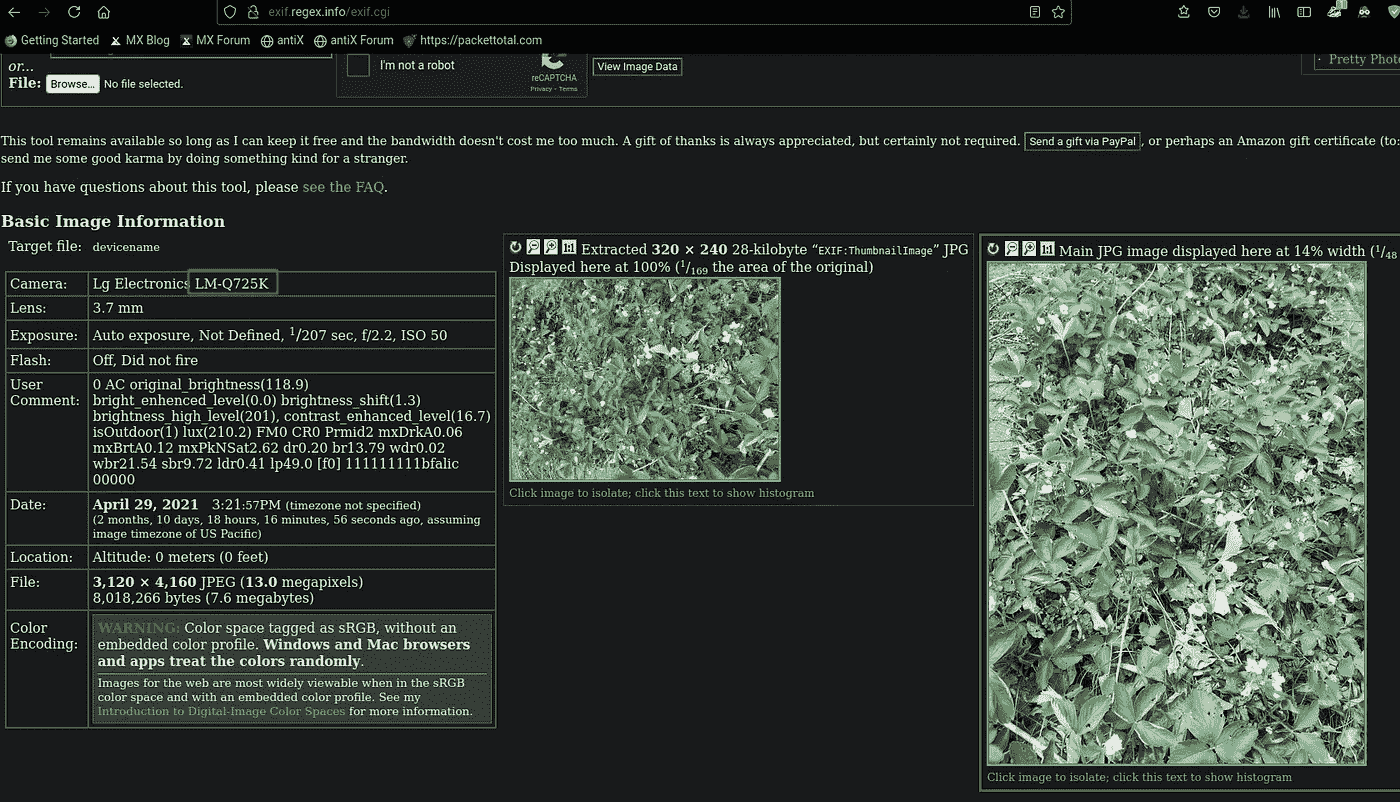 exif.regex.info/exif.cgi
Getting Started MX Blog MX Forum antiX antiX Forum https://packettotal.com
or...
I'm not a robot
reCAPTCHA
Privacy - Terms
View Image Data
· Pretty Phot
File: Browse... No file selected.
This tool remains available so long as I can keep it free and the bandwidth doesn't cost me too much. A gift of thanks is always appreciated, but certainly not required. Send a gift via PayPal , or perhaps an Amazon gift certificate (to:
send me some good karma by doing something kind for a stranger.
If you have questions about this tool, please see the FAQ.
Basic Image Information
Target file: devicename
Camera: Lg Electronics LM-Q725K
Lens: 3.7 mm
Exposure: Auto exposure, Not Defined, 1/207 sec, f/2.2, ISO 50
Flash: Off, Did not fire
User Comment: 0 AC original_brightness(118.9)
bright_enhenced_level(0.0) brightness_shift(1.3)
brightness_high_level(201), contrast_enhanced_level(16.7)
isOutdoor(1) lux(210.2) FM0 CR0 Prmid2 mxDrkA0.06
mxBrtA0.12 mxPkNSat2.62 dr0.20 br13.79 wdr0.02
wbr21.54 sbr9.72 ldr0.41 lp49.0 [f0] 111111111bfalic
00000
Date: April 29, 2021 3:21:57PM (timezone not specified)
(2 months, 10 days, 18 hours, 16 minutes, 56 seconds ago, assuming
image timezone of US Pacific)
Location: Altitude: 0 meters (0 feet)
File: 3,120 × 4,160 JPEG (13.0 megapixels)
8,018,266 bytes (7.6 megabytes)
Color Encoding: WARNING: Color space tagged as sRGB, without an
embedded color profile. Windows and Mac browsers
and apps treat the colors randomly.
Images for the web are most widely viewable when in the sRGB
color space and with an embedded color profile. See my
Introduction to Digital-Image Color Spaces for more information.
1:1 Extracted 320 × 240 28-kilobyte “EXIF:ThumbnailImage” JPG
Displayed here at 100% (1/169 the area of the original)
Click image to isolate; click this text to show histogram
1:1 Main JPG image displayed here at 14% width (1/48
Click image to isolate; click this text to show histogram